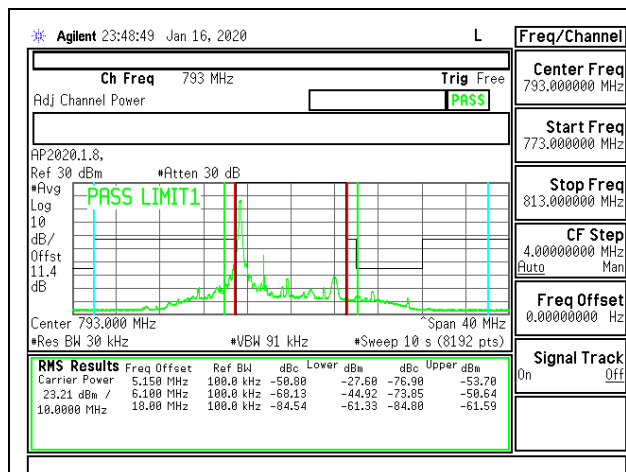 Agilent 23:48:49 Jan 16, 2020 L
Ch Freq 793 MHz Trig Free
Adj Channel Power PASS
AP2020.1.8,
Ref 30 dBm #Atten 30 dB
#Avg
Log
10
dB/
Offst
11.4
dB
PASS LIMIT1
Center 793.000 MHz ^Span 40 MHz
#Res BW 30 kHz #VBW 91 kHz #Sweep 10 s (8192 pts)
RMS Results Freq Offset Ref BW dBc Lower dBm dBc Upper dBm
Carrier Power 5.150 MHz 100.0 kHz -50.80 -27.60 -76.90 -53.70
23.21 dBm / 6.100 MHz 100.0 kHz -68.13 -44.92 -73.85 -50.64
10.0000 MHz 18.00 MHz 100.0 kHz -84.54 -61.33 -84.80 -61.59
Freq/Channel
Center Freq
793.000000 MHz
Start Freq
773.000000 MHz
Stop Freq
813.000000 MHz
CF Step
4.00000000 MHz
Auto Man
Freq Offset
0.00000000 Hz
Signal Track
On Off